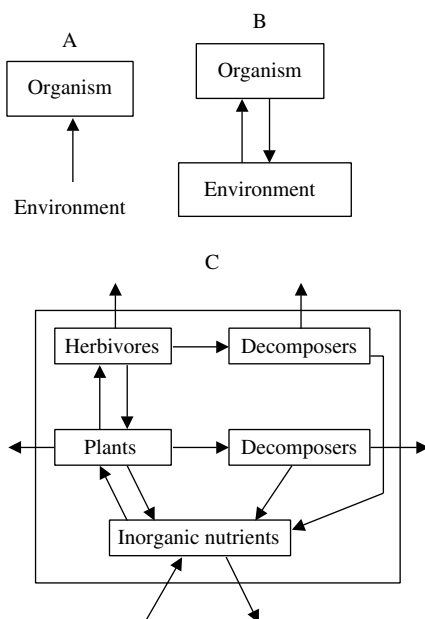 A
Organism
Environment
B
Organism
Environment
C
Herbivores
Decomposers
Plants
Decomposers
Inorganic nutrients